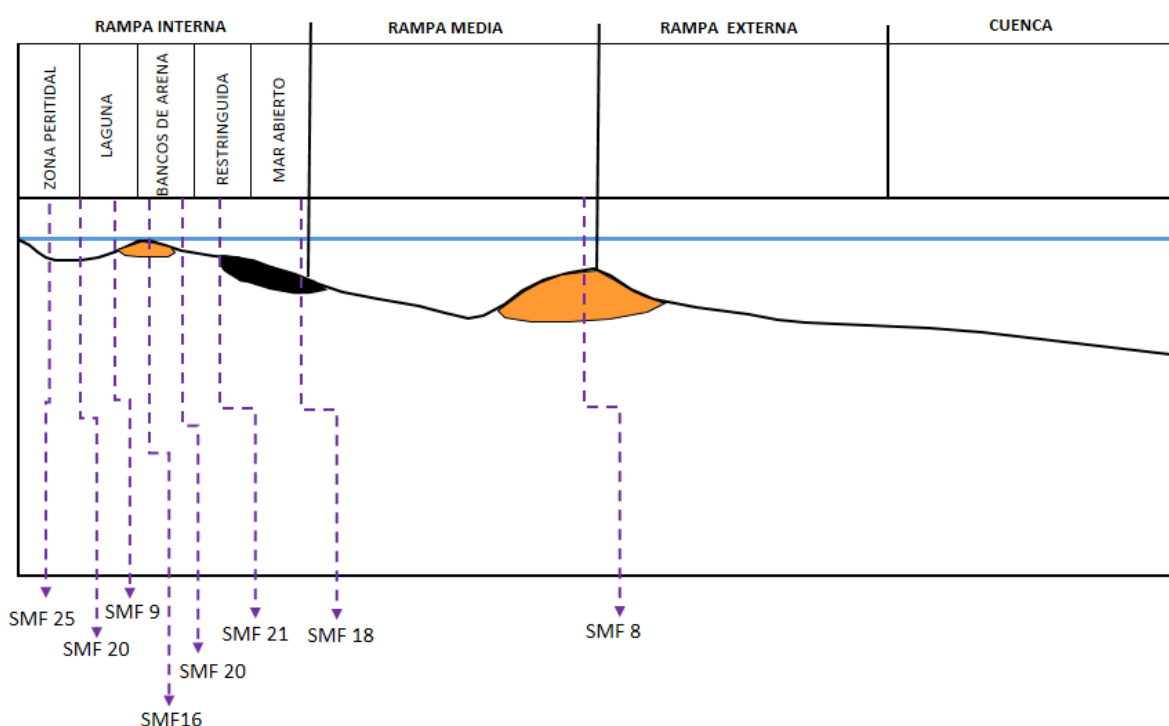 RAMPA INTERNA
RAMPA MEDIA
RAMPA EXTERNA
CUENCA
ZONA PERITIDAL
LAGUNA
BANCOS DE ARENA
RESTRINGUIDA
MAR ABIERTO
SMF 25
SMF 20
SMF 9
SMF16
SMF 20
SMF 21
SMF 18
SMF 8